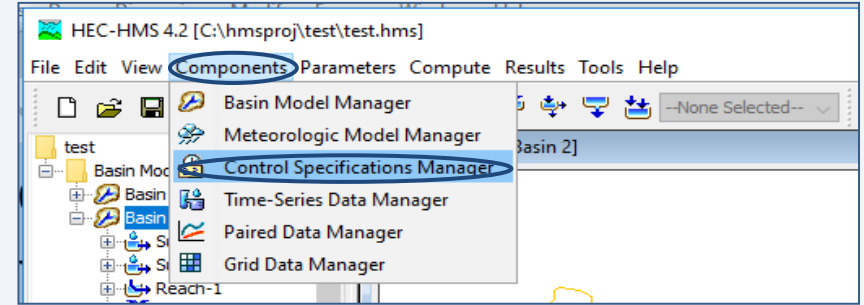 HEC-HMS 4.2 [C:\hmsproj\test\test.hms]
File Edit View Components Parameters Compute Results Tools Help
--None Selected--
Basin Model Manager
Meteorologic Model Manager
Control Specifications Manager
Time-Series Data Manager
Paired Data Manager
Grid Data Manager
test
Basin
Basin
Basin
Reach-1
Basin 2]